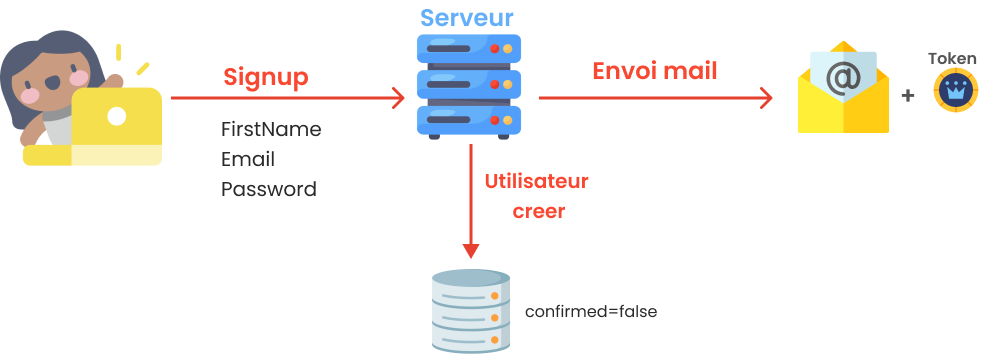 Serveur
Signup
Envoi mail
Token
@
+
FirstName
Email
Password
Utilisateur
creer
confirmed=false